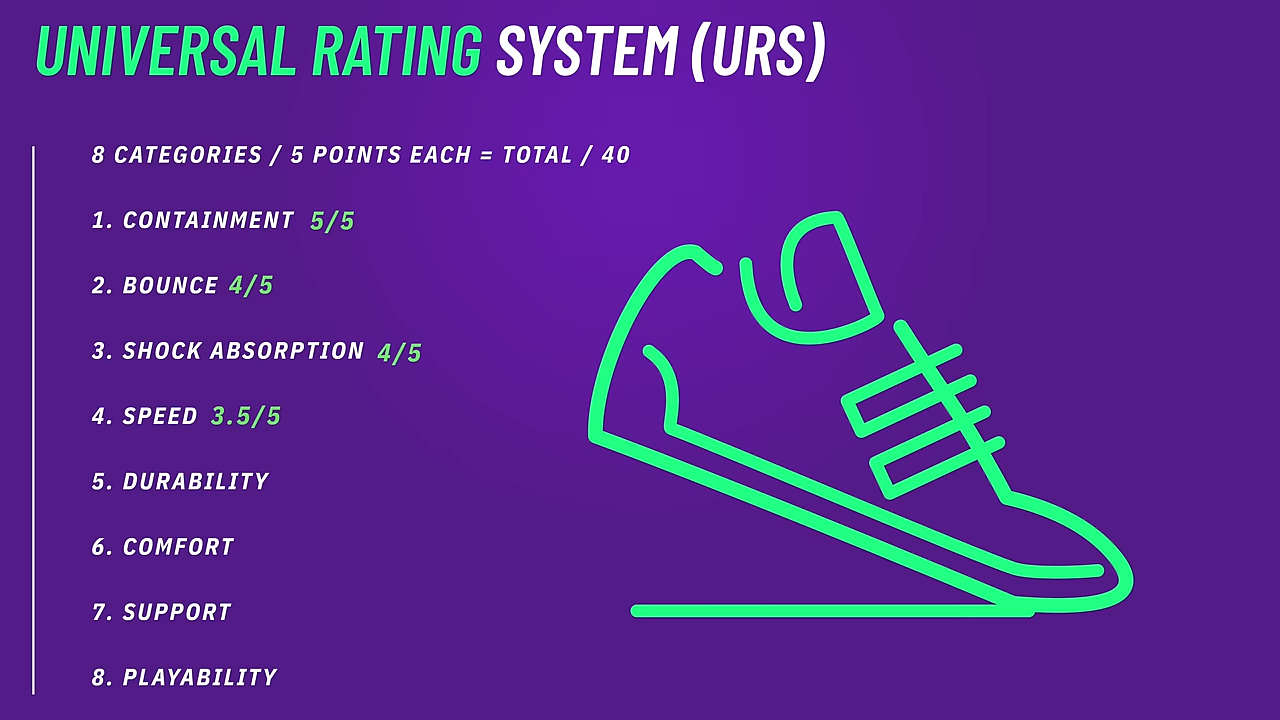 UNIVERSAL RATING SYSTEM (URS)
8 CATEGORIES / 5 POINTS EACH = TOTAL / 40
1. CONTAINMENT 5/5
2. BOUNCE 4/5
3. SHOCK ABSORPTION 4/5
4. SPEED 3.5/5
5. DURABILITY
6. COMFORT
7. SUPPORT
8. PLAYABILITY